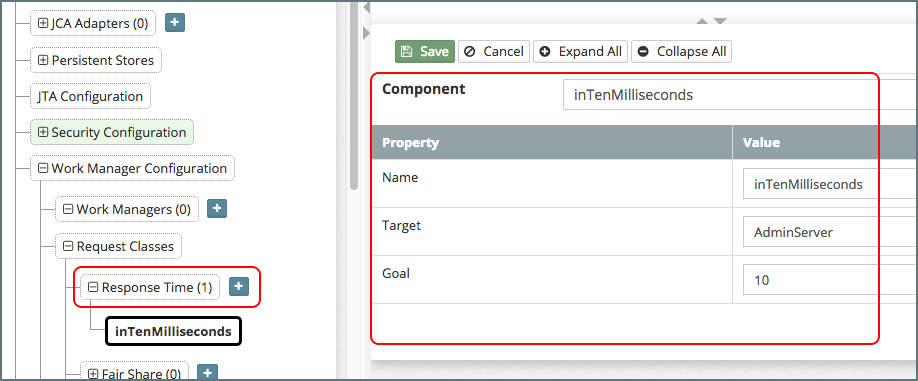 JCA Adapters (0)
Persistent Stores
JTA Configuration
Security Configuration
Work Manager Configuration
Work Managers (0)
Request Classes
Response Time (1)
inTenMilliseconds
Fair Share (0)
Save Cancel Expand All Collapse All
Component inTenMilliseconds
Property Value
Name inTenMilliseconds
Target AdminServer
Goal 10